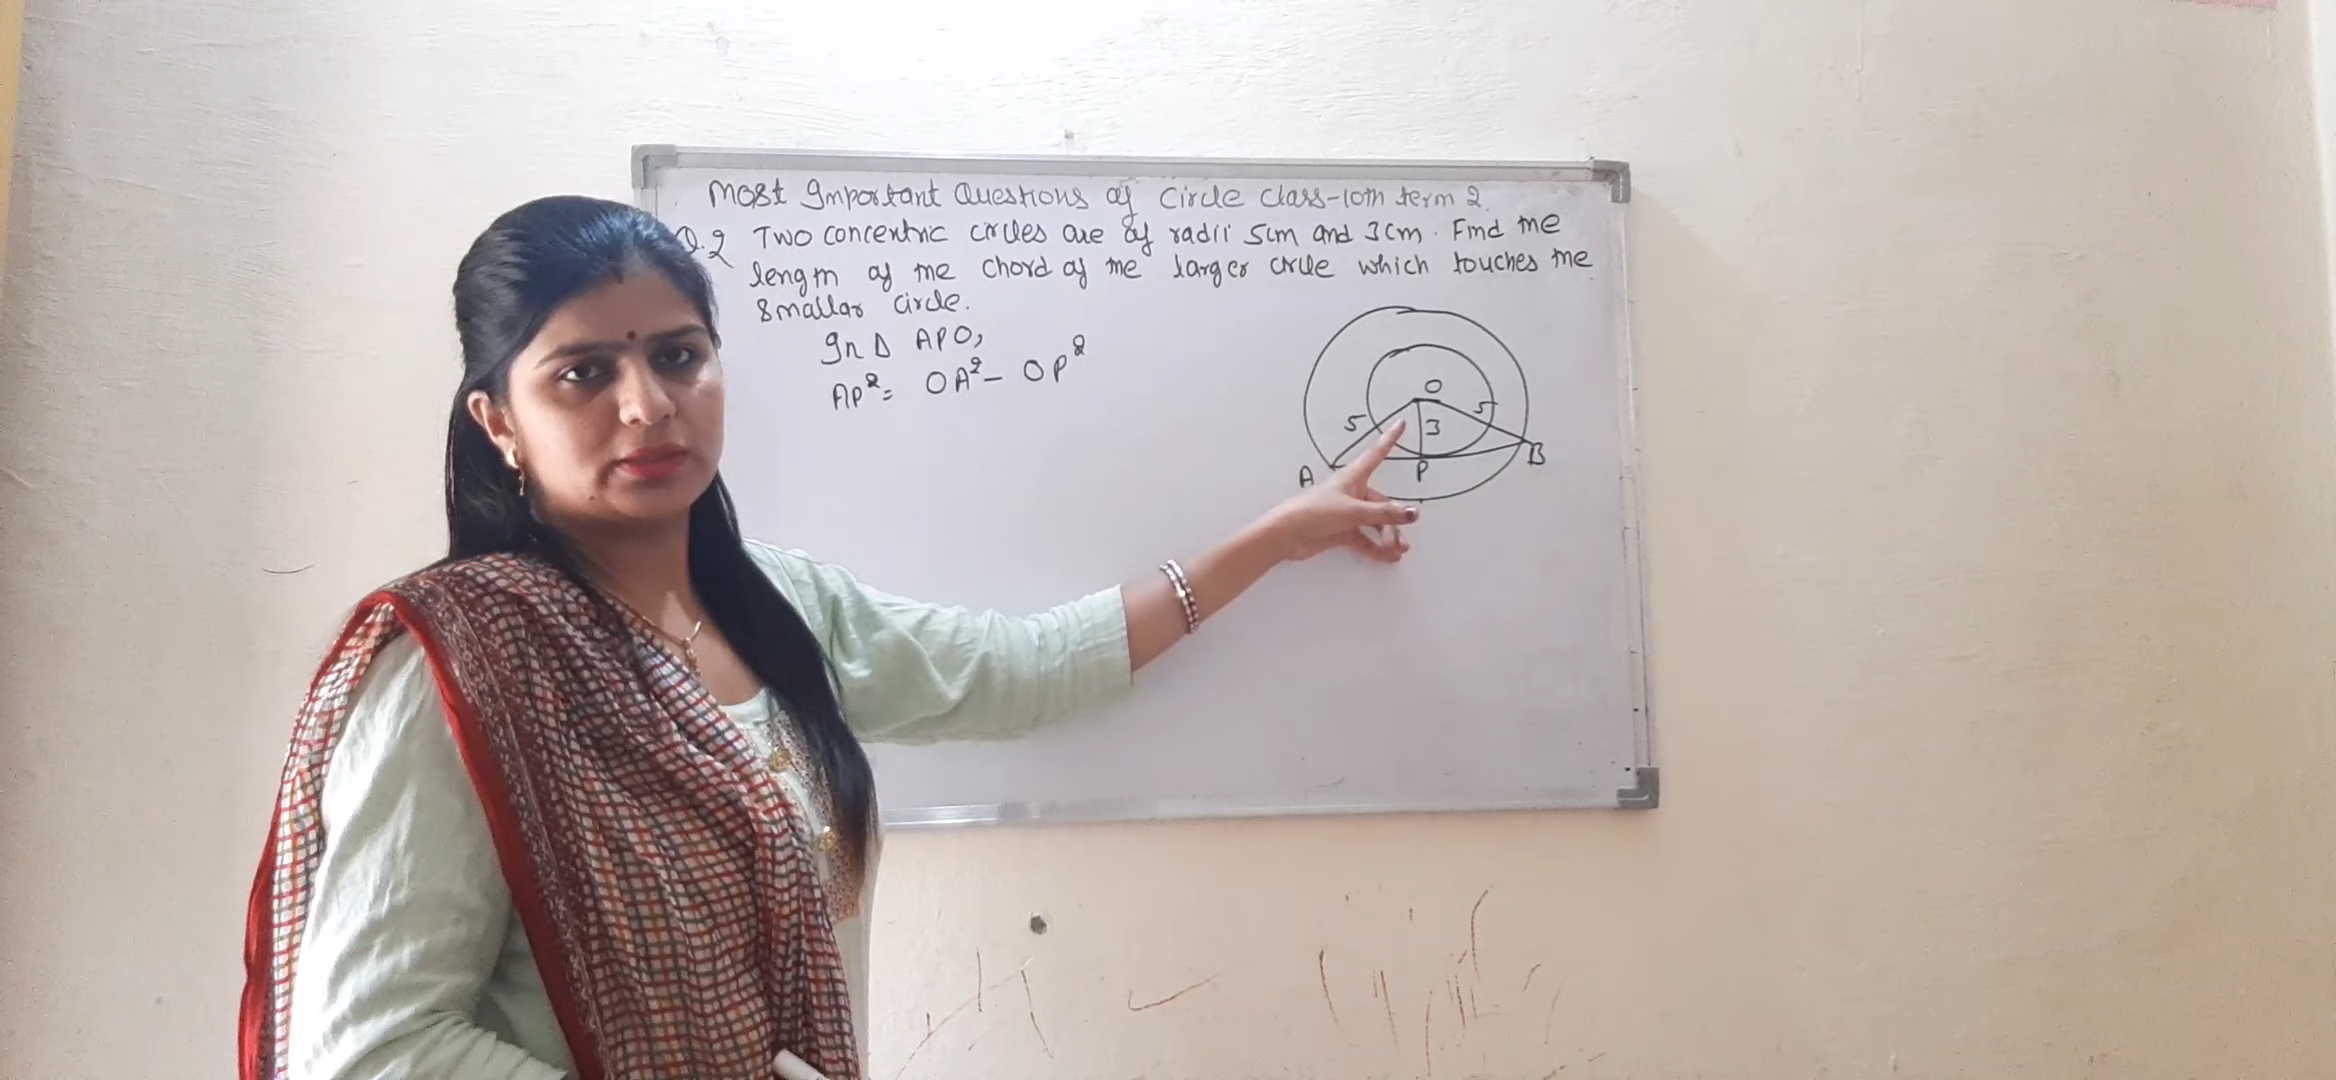 Most Important Questions of Circle Class-10th term 2.
Q.2 Two concentric circles are of radii 5cm and 3cm. Find the
length of the chord of the larger circle which touches the
smallar circle.
In Δ APO,
AP²= OA²- OP²
O
5
5
3
A
P
B